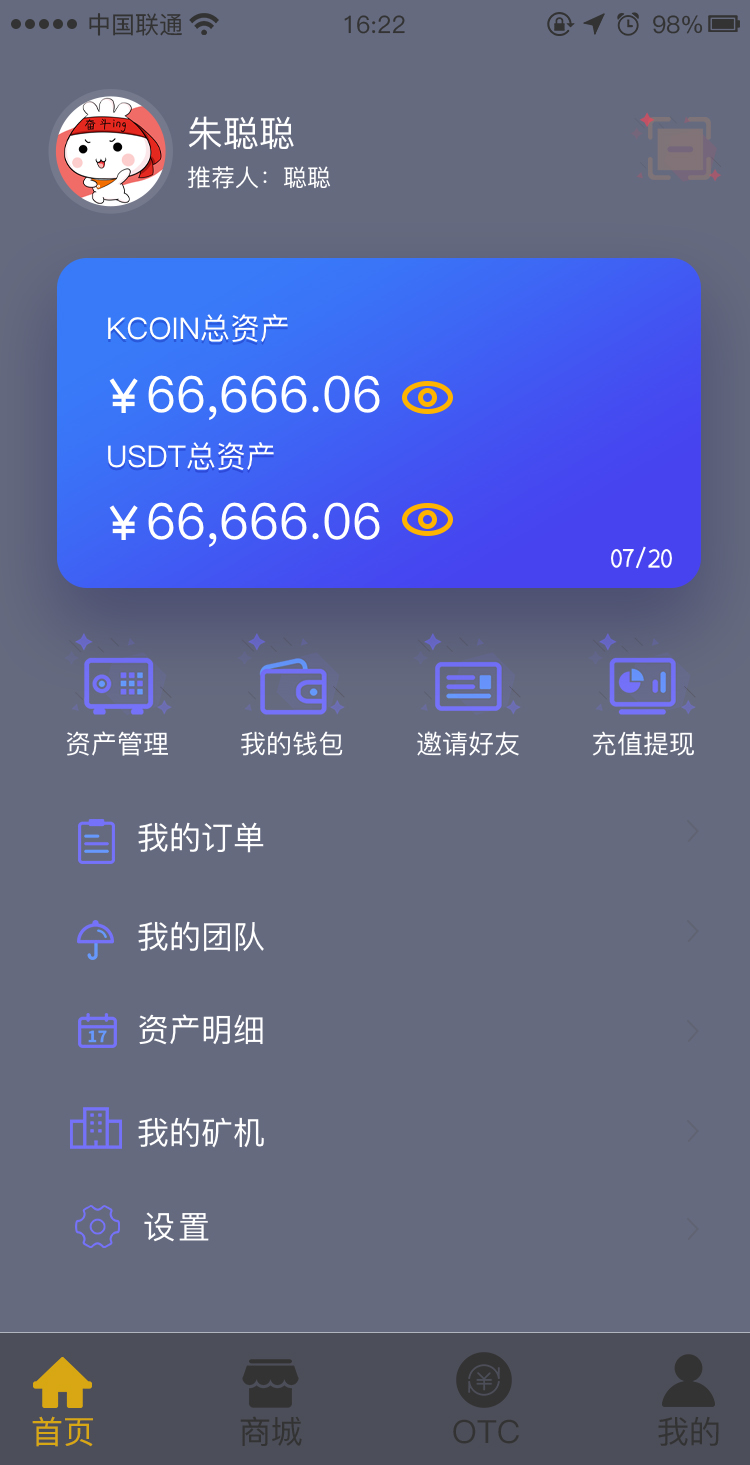 中国联通 16:22 98%
奋斗ing
朱聪聪
推荐人：聪聪
KCOIN总资产
¥66,666.06
USDT总资产
¥66,666.06
07/20
资产管理 我的钱包 邀请好友 充值提现
我的订单
我的团队
17 资产明细
我的矿机
设置
首页 商城 OTC 我的